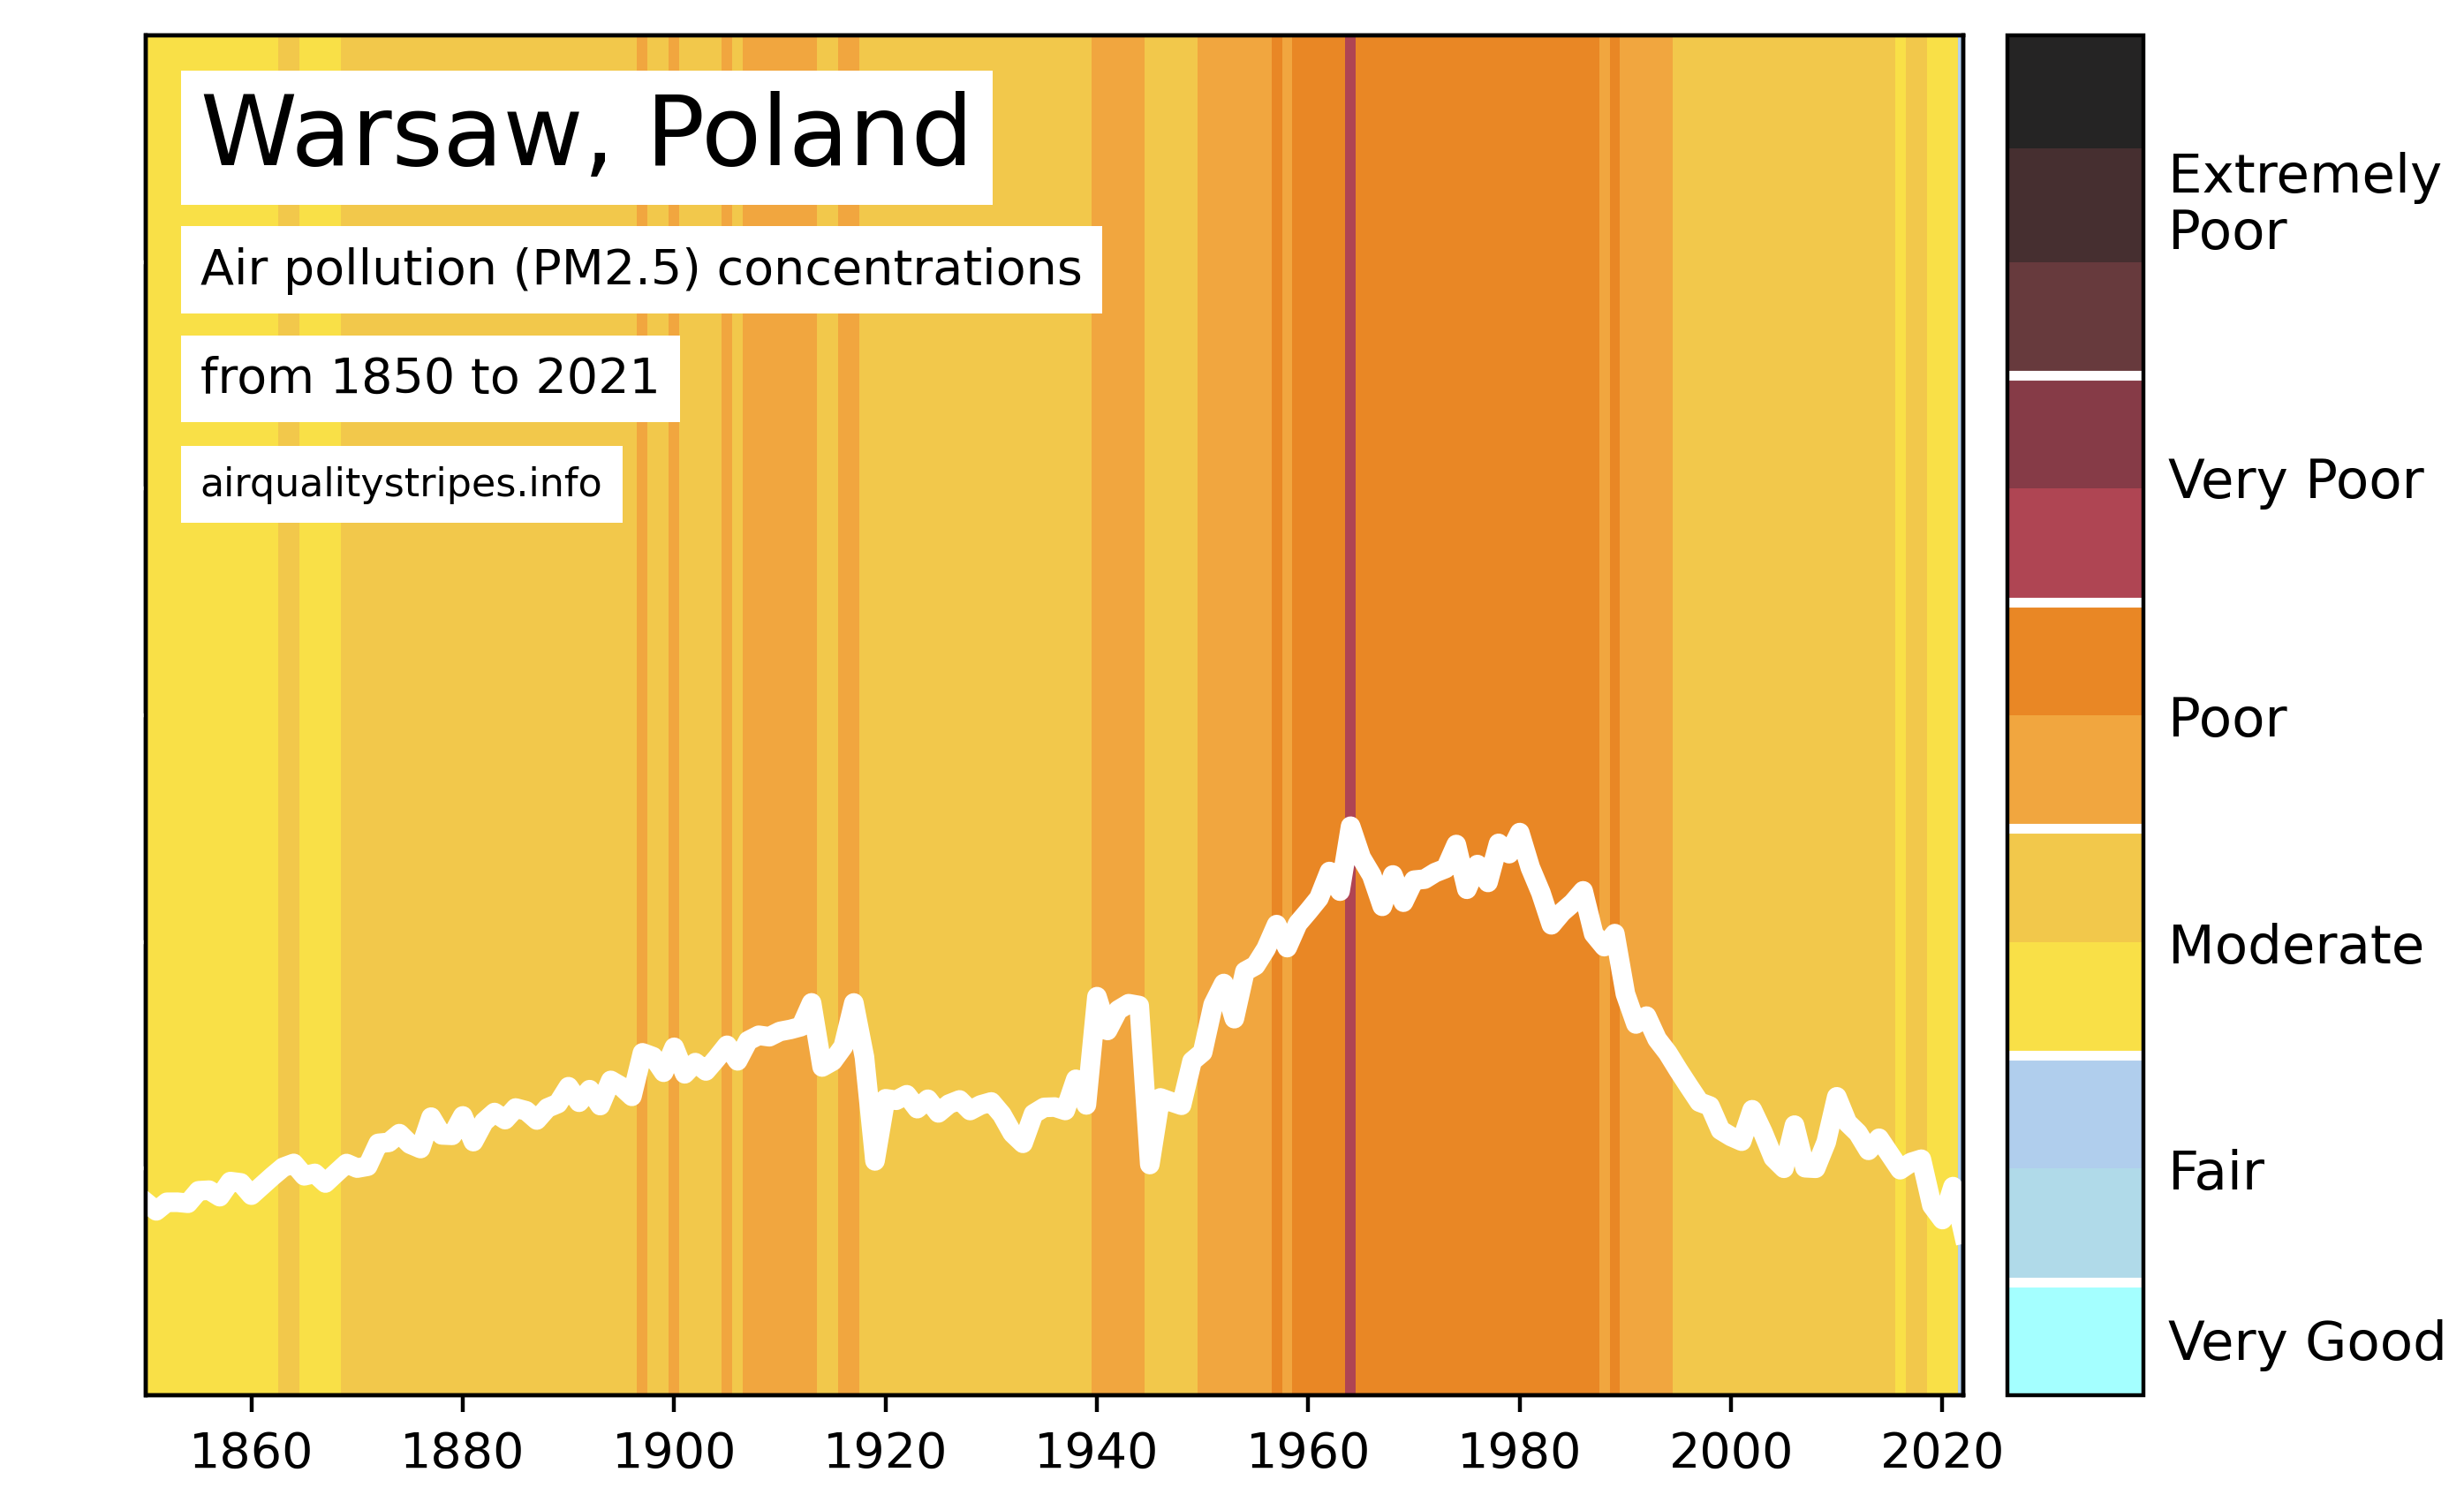 Warsaw, Poland
Air pollution (PM2.5) concentrations
from 1850 to 2021
airqualitystripes.info
Extremely
Poor
Very Poor
Poor
Moderate
Fair
Very Good
1860 1880 1900 1920 1940 1960 1980 2000 2020